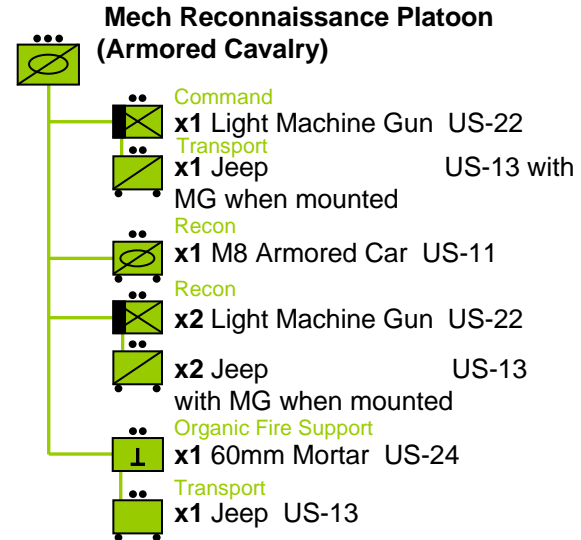 Mech Reconnaissance Platoon
(Armored Cavalry)
Command
x1 Light Machine Gun US-22
Transport
x1 Jeep US-13 with
MG when mounted
Recon
x1 M8 Armored Car US-11
Recon
x2 Light Machine Gun US-22
x2 Jeep US-13
with MG when mounted
Organic Fire Support
x1 60mm Mortar US-24
Transport
x1 Jeep US-13